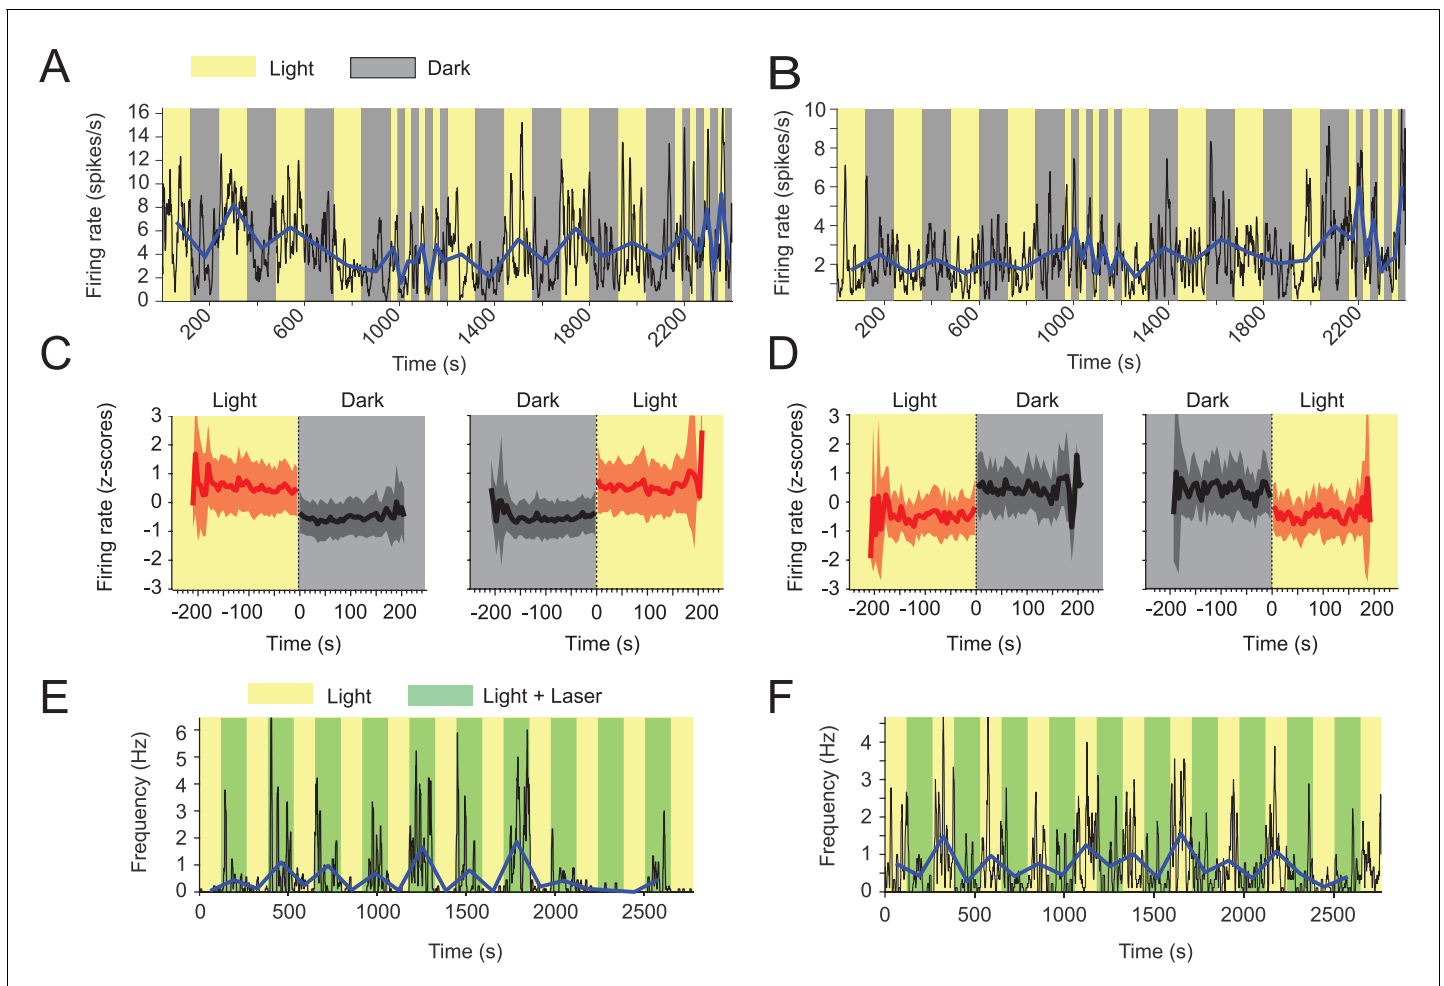 A
Light
Dark
Firing rate (spikes/s)
16
14
12
10
8
6
4
2
0
200
600
1000
1400
1800
2200
Time (s)
B
Firing rate (spikes/s)
10
8
6
4
2
200
600
1000
1400
1800
2200
Time (s)
C
Light
Dark
Dark
Light
Firing rate (z-scores)
3
2
1
0
-1
-2
-3
-200
-100
0
100
200
Time (s)
-200
-100
0
100
200
Time (s)
D
Light
Dark
Dark
Light
Firing rate (z-scores)
3
2
1
0
-1
-2
-3
-200
-100
0
100
200
Time (s)
-200
-100
0
100
200
Time (s)
E
Light
Light + Laser
Frequency (Hz)
6
5
4
3
2
1
0
0
500
1000
1500
2000
2500
Time (s)
F
Frequency (Hz)
4
3
2
1
0
0
500
1000
1500
2000
2500
Time (s)